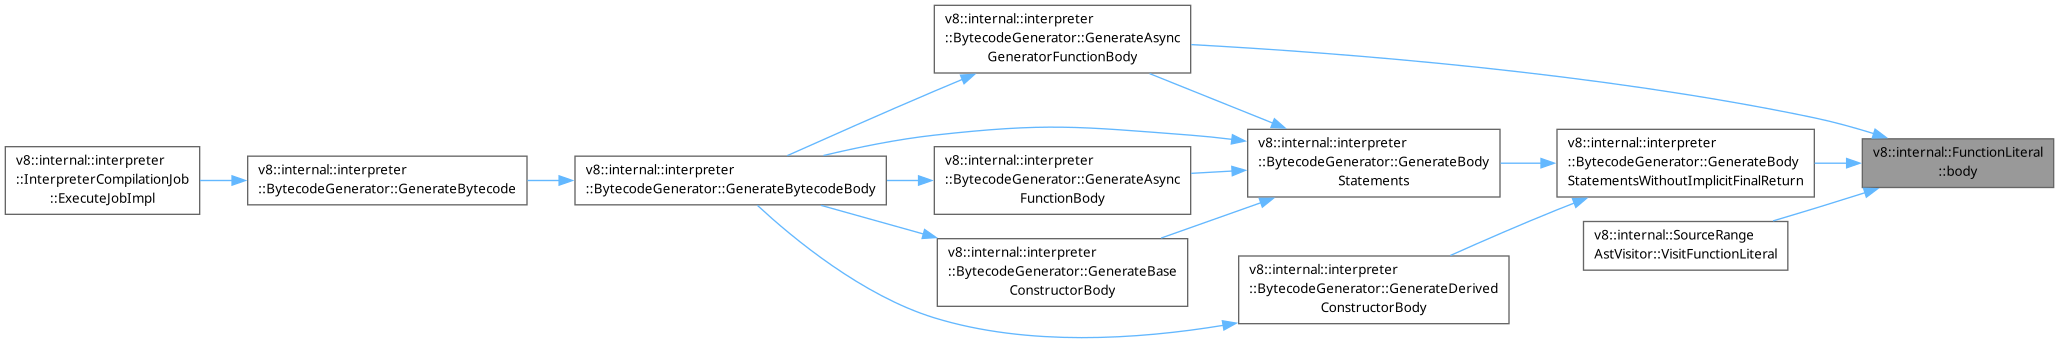 v8::internal::interpreter
::InterpreterCompilationJob
::ExecuteJobImpl
v8::internal::interpreter
::BytecodeGenerator::GenerateBytecode
v8::internal::interpreter
::BytecodeGenerator::GenerateBytecodeBody
v8::internal::interpreter
::BytecodeGenerator::GenerateAsync
GeneratorFunctionBody
v8::internal::interpreter
::BytecodeGenerator::GenerateAsync
FunctionBody
v8::internal::interpreter
::BytecodeGenerator::GenerateBase
ConstructorBody
v8::internal::interpreter
::BytecodeGenerator::GenerateBody
Statements
v8::internal::interpreter
::BytecodeGenerator::GenerateDerived
ConstructorBody
v8::internal::interpreter
::BytecodeGenerator::GenerateBody
StatementsWithoutImplicitFinalReturn
v8::internal::SourceRange
AstVisitor::VisitFunctionLiteral
v8::internal::FunctionLiteral
::body